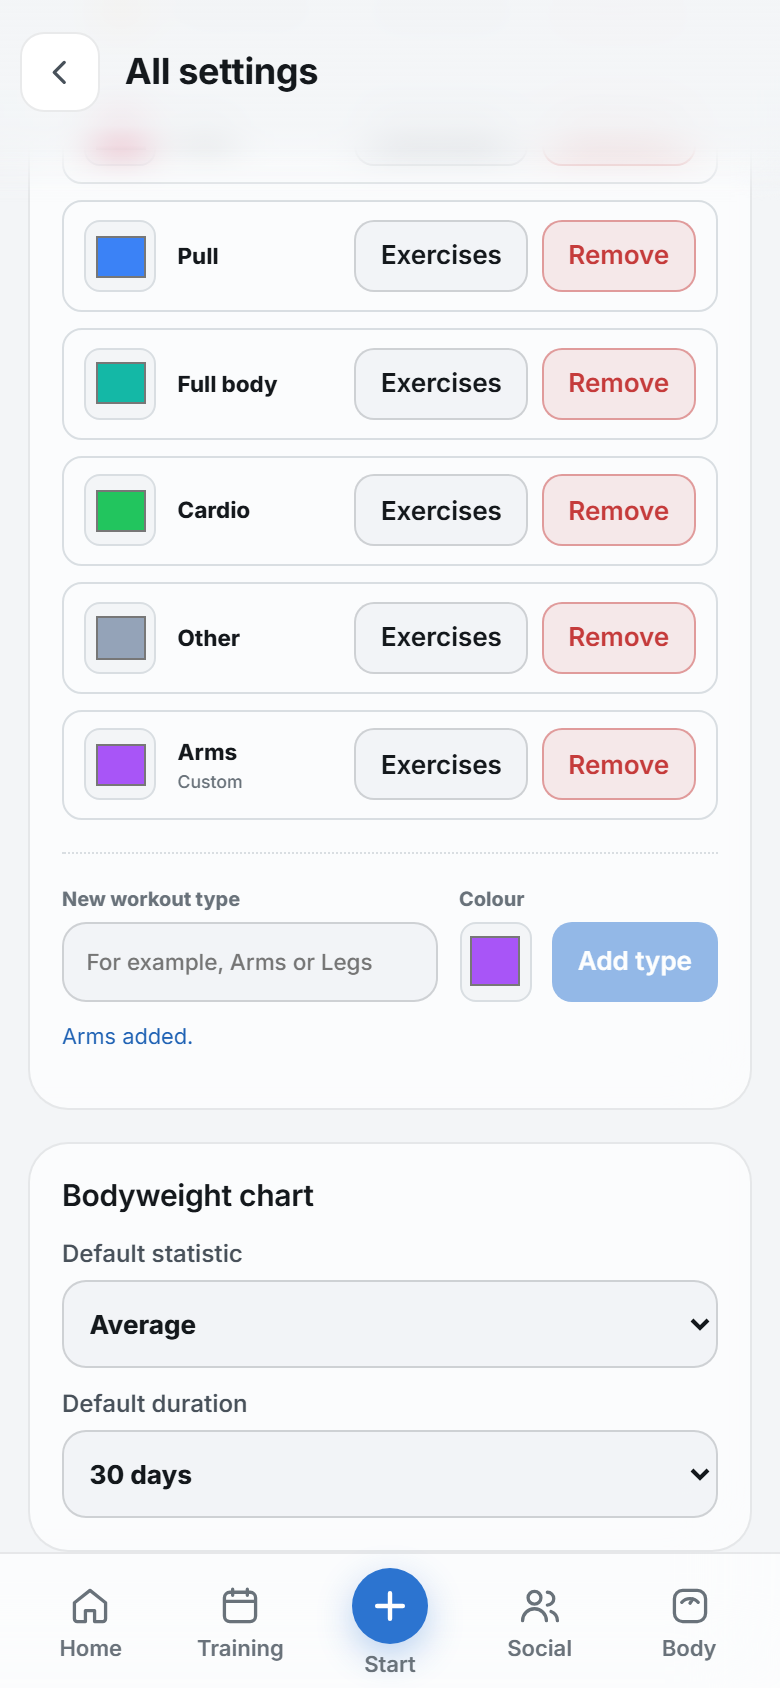 All settings
Pull
Exercises
Remove
Full body
Exercises
Remove
Cardio
Exercises
Remove
Other
Exercises
Remove
Arms
Custom
Exercises
Remove
New workout type
Colour
For example, Arms or Legs
Add type
Arms added.
Bodyweight chart
Default statistic
Average
Default duration
30 days
Home
Training
Start
Social
Body